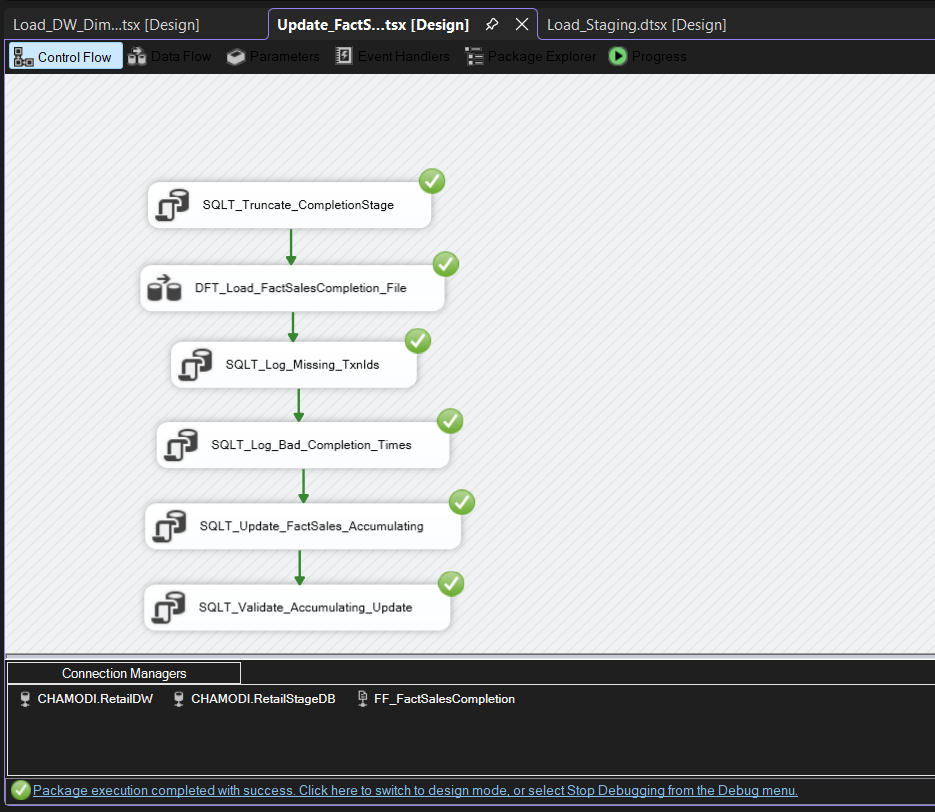 Load_DW_Dim...tsx [Design]
Update_FactS...tsx [Design]
Load_Staging.dtsx [Design]
Control Flow
Data Flow
Parameters
Event Handlers
Package Explorer
Progress
SQLT_Truncate_CompletionStage
DFT_Load_FactSalesCompletion_File
SQLT_Log_Missing_TxnIds
SQLT_Log_Bad_Completion_Times
SQLT_Update_FactSales_Accumulating
SQLT_Validate_Accumulating_Update
Connection Managers
CHAMODI.RetailDW
CHAMODI.RetailStageDB
FF_FactSalesCompletion
Package execution completed with success. Click here to switch to design mode, or select Stop Debugging from the Debug menu.